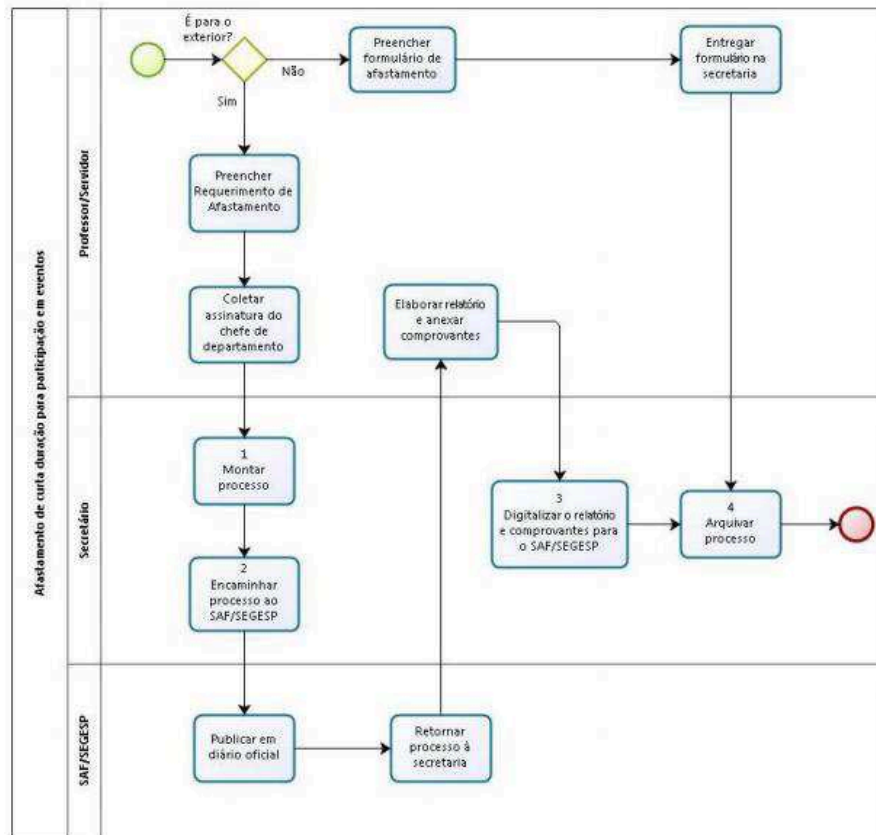 Afastamento de curta duração para participação em eventos
Professor/Servidor
É para o
exterior?
Não
Sim
Preencher
formulário de
afastamento
Entregar
formulário na
secretaria
Preencher
Requerimento de
Afastamento
Coletar
assinatura do
chefe de
departamento
Elaborar relatório
e anexar
comprovantes
Secretário
1
Montar
processo
2
Encaminhar
processo ao
SAF/SEGESP
3
Digitalizar o relatório
e comprovantes para
o SAF/SEGESP
4
Arquivar
processo
SAF/SEGESP
Publicar em
diário oficial
Retornar
processo à
secretaria